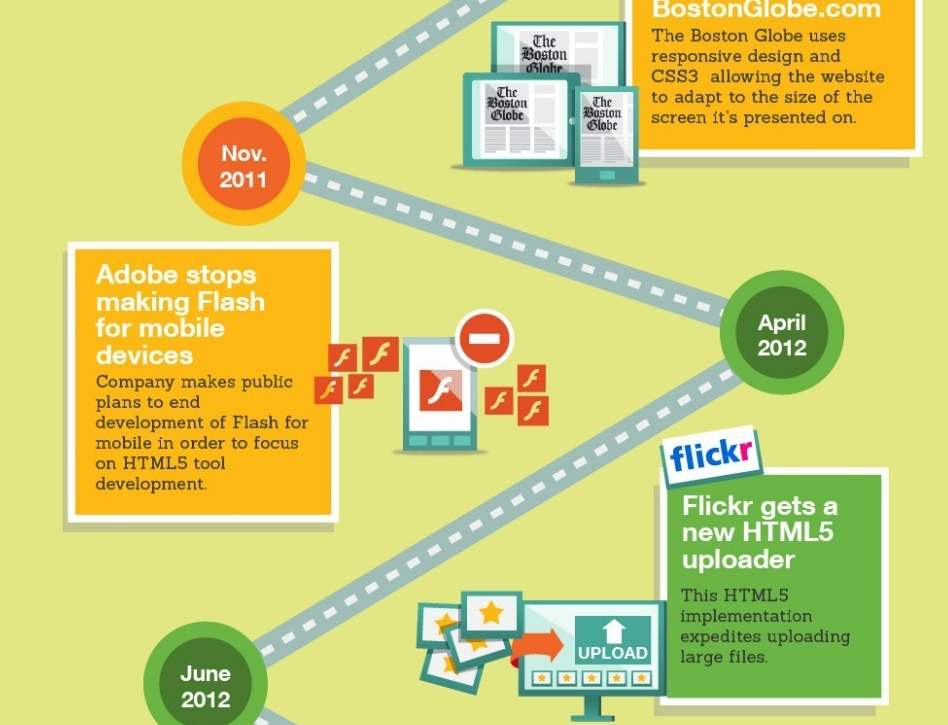 BostonGlobe.com
The Boston Globe uses
responsive design and
CSS3 allowing the website
to adapt to the size of the
screen it's presented on.
The
Boston
Globe
The
Boston
Globe
The
Boston
Globe
Nov.
2011
Adobe stops
making Flash
for mobile
devices
Company makes public
plans to end
development of Flash for
mobile in order to focus
on HTML5 tool
development.
April
2012
flickr
Flickr gets a
new HTML5
uploader
This HTML5
implementation
expedites uploading
large files.
UPLOAD
June
2012